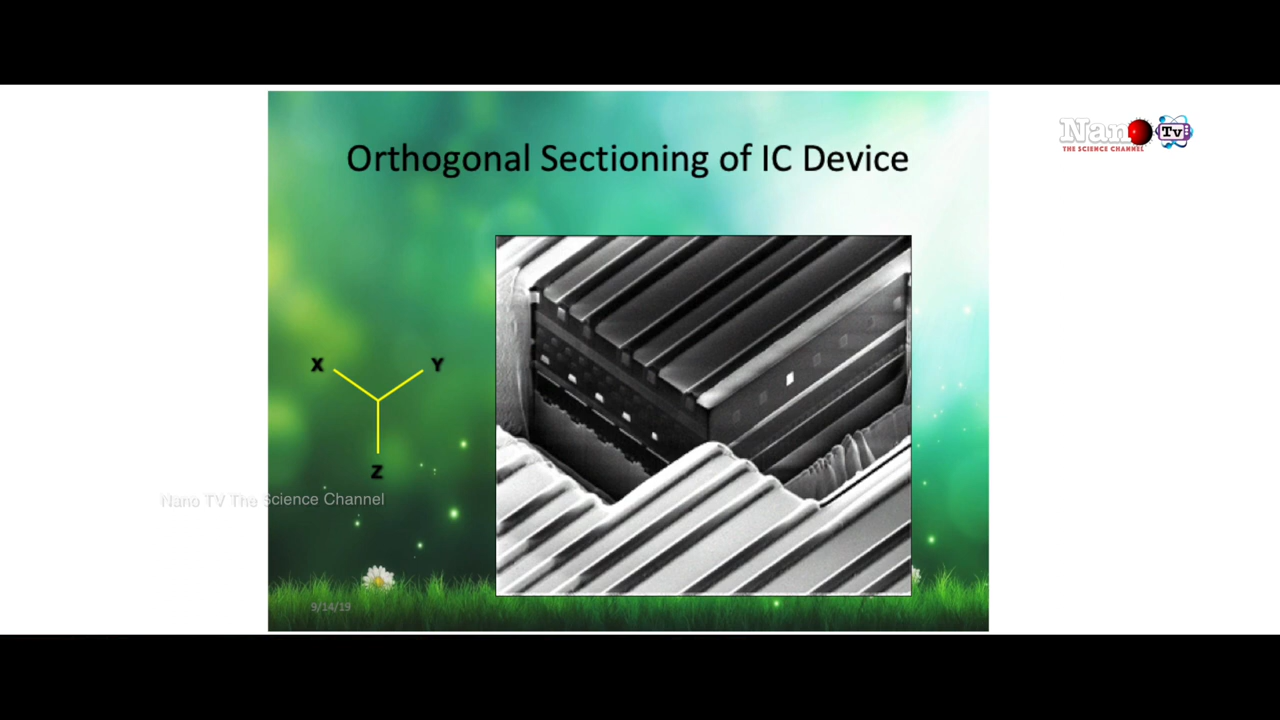 Orthogonal Sectioning of IC Device
Nano Tv
THE SCIENCE CHANNEL
X
Y
Z
Nano TV The Science Channel
9/14/19